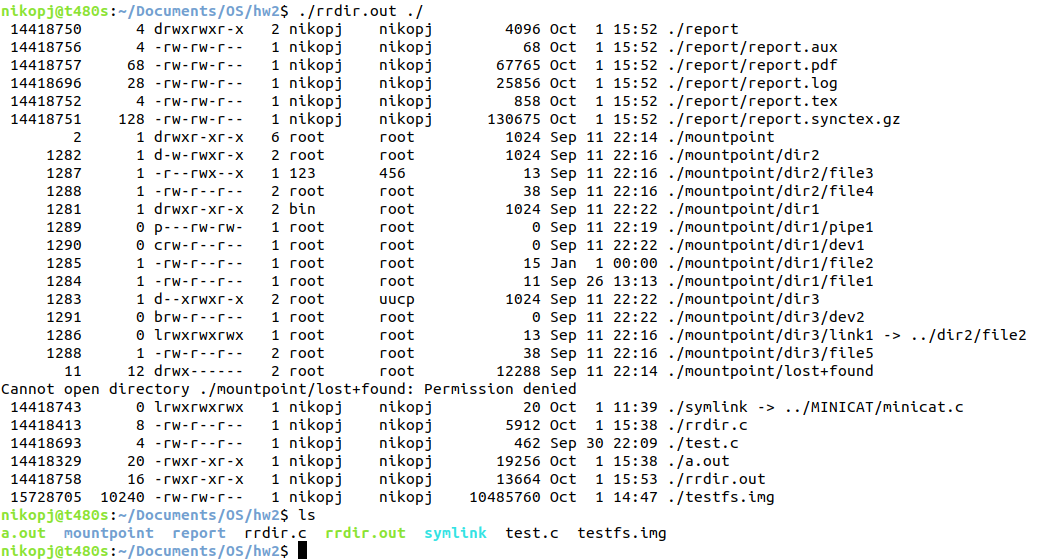 nikopj@t480s:~/Documents/OS/hw2$ ./rrdir.out ./
14418750      4 drwxrwxr-x   2 nikopj    nikopj        4096 Oct  1 15:52 ./report
14418756      4 -rw-rw-r--   1 nikopj    nikopj          68 Oct  1 15:52 ./report/report.aux
14418757     68 -rw-rw-r--   1 nikopj    nikopj       67765 Oct  1 15:52 ./report/report.pdf
14418696     28 -rw-rw-r--   1 nikopj    nikopj       25856 Oct  1 15:52 ./report/report.log
14418752      4 -rw-rw-r--   1 nikopj    nikopj         858 Oct  1 15:52 ./report/report.tex
14418751    128 -rw-rw-r--   1 nikopj    nikopj      130675 Oct  1 15:52 ./report/report.synctex.gz
       2      1 drwxr-xr-x   6 root      root          1024 Sep 11 22:14 ./mountpoint
    1282      1 d-w-rwxr-x   2 root      root          1024 Sep 11 22:16 ./mountpoint/dir2
    1287      1 -r--rwx--x   1 123       456             13 Sep 11 22:16 ./mountpoint/dir2/file3
    1288      1 -rw-r--r--   2 root      root            38 Sep 11 22:16 ./mountpoint/dir2/file4
    1281      1 drwxr-xr-x   2 bin       root          1024 Sep 11 22:22 ./mountpoint/dir1
    1289      0 p---rw-rw-   1 root      root             0 Sep 11 22:19 ./mountpoint/dir1/pipe1
    1290      0 crw-r--r--   1 root      root             0 Sep 11 22:22 ./mountpoint/dir1/dev1
    1285      1 -rw-r--r--   1 root      root            15 Jan  1 00:00 ./mountpoint/dir1/file2
    1284      1 -rw-r--r--   1 root      root            11 Sep 26 13:13 ./mountpoint/dir1/file1
    1283      1 d--xrwxr-x   2 root      uucp          1024 Sep 11 22:22 ./mountpoint/dir3
    1291      0 brw-r--r--   1 root      root             0 Sep 11 22:22 ./mountpoint/dir3/dev2
    1286      0 lrwxrwxrwx   1 root      root            13 Sep 11 22:16 ./mountpoint/dir3/link1 -> ../dir2/file2
    1288      1 -rw-r--r--   2 root      root            38 Sep 11 22:16 ./mountpoint/dir3/file5
      11     12 drwx------   2 root      root         12288 Sep 11 22:14 ./mountpoint/lost+found
Cannot open directory ./mountpoint/lost+found: Permission denied
14418743      0 lrwxrwxrwx   1 nikopj    nikopj          20 Oct  1 11:39 ./symlink -> ../MINICAT/minicat.c
14418413      8 -rw-r--r--   1 nikopj    nikopj        5912 Oct  1 15:38 ./rrdir.c
14418693      4 -rw-r--r--   1 nikopj    nikopj         462 Sep 30 22:09 ./test.c
14418329     20 -rwxr-xr-x   1 nikopj    nikopj       19256 Oct  1 15:38 ./a.out
14418758     16 -rwxr-xr-x   1 nikopj    nikopj       13664 Oct  1 15:53 ./rrdir.out
15728705  10240 -rw-rw-r--   1 nikopj    nikopj    10485760 Oct  1 14:47 ./testfs.img
nikopj@t480s:~/Documents/OS/hw2$ ls
a.out  mountpoint  report  rrdir.c  rrdir.out  symlink  test.c  testfs.img
nikopj@t480s:~/Documents/OS/hw2$